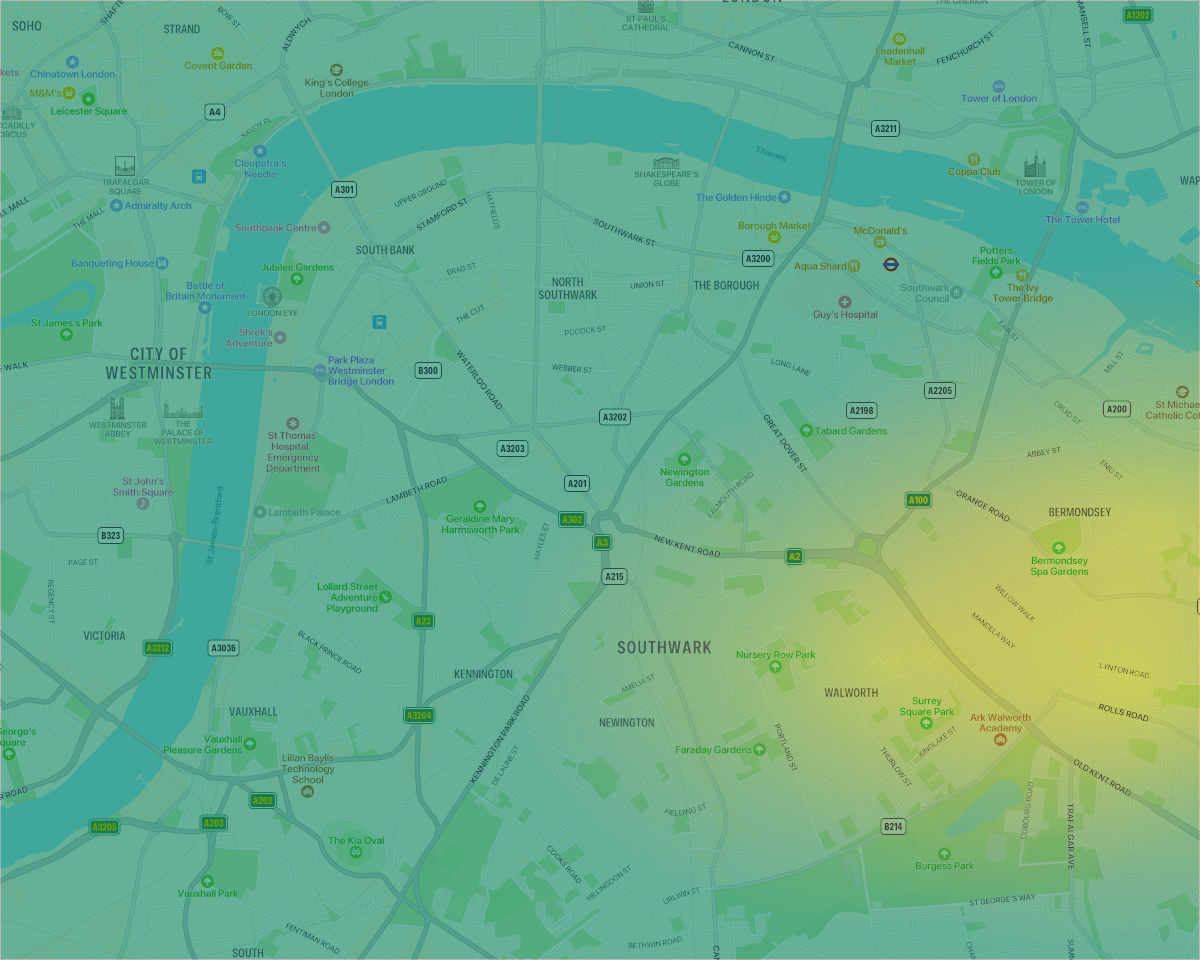 LONDON
BOW ST
SOHO
STRAND
ALDWYCH
ST PAUL'S
CATHEDRAL
CANNON ST
Leadenhall
Market
FENCHURCH ST
MANSELL ST
A1202
Chinatown London
Covent Garden
King's College
London
M&M's
Leicester Square
A4
SAVOY PL
Tower of London
A3211
Thames
Cleopatra's
Needle
TRAFALGAR
SQUARE
A301
SHAKESPEARE'S
GLOBE
Coppa Club
TOWER OF
LONDON
THE MALL
Admiralty Arch
UPPER GROUND
STAMFORD ST
HATFIELDS
The Golden Hinde
The Tower Hotel
Southbank Centre
SOUTHWARK ST
Borough Market
McDonald's
Banqueting House
SOUTH BANK
Jubilee Gardens
BRAD ST
A3200
Aqua Shard
Potters
Fields Park
Battle of
Britain Monument
LONDON EYE
NORTH
SOUTHWARK
UNION ST
THE BOROUGH
Southwark
Council
The Ivy
Tower Bridge
St James's Park
THE CUT
POCOCK ST
Guy's Hospital
Shrek's
Adventure
CITY OF
WESTMINSTER
Park Plaza
Westminster
Bridge London
B300
WATERLOO ROAD
WEBBER ST
LONG LANE
MILL ST
WALK
A2205
A2198
A200
DRUID ST
WESTMINSTER
ABBEY
THE
PALACE OF
WESTMINSTER
St Thomas'
Hospital -
Emergency
Department
A3202
A3203
GREAT DOVER ST
Tabard Gardens
ABBEY ST
ENID ST
St John's
Smith Square
LAMBETH ROAD
A201
Newington
Gardens
FALMOUTH ROAD
A100
GRANGE ROAD
BERMONDSEY
St James-Brentford
Lambeth Palace
Geraldine Mary
Harmsworth Park
A302
HAYLES ST
A3
NEW KENT ROAD
A2
Bermondsey
Spa Gardens
B323
PAGE ST
REGENCY ST
A215
Lollard Street
Adventure
Playground
A23
WILLOW WALK
MANDELA WAY
VICTORIA
A3212
A3036
BLACK PRINCE ROAD
SOUTHWARK
Nursery Row Park
KENNINGTON
AMELIA ST
WALWORTH
LYNTON ROAD
VAUXHALL
A3204
NEWINGTON
Surrey
Square Park
Ark Walworth
Academy
ROLLS ROAD
Vauxhall
Pleasure Gardens
KENNINGTON PARK ROAD
DE LAUNE ST
Faraday Gardens
PORTLAND ST
THURLOW ST
KINGLAKE ST
OLD KENT ROAD
Lilian Baylis
Technology
School
A202
A203
A3205
FIELDING ST
B214
COBOURG ROAD
TRAFALGAR AVE
The Kia Oval
COOKS ROAD
HILLINGDON ST
URLWIN ST
Burgess Park
Vauxhall Park
ST GEORGE'S WAY
FENTIMAN ROAD
BETHWIN ROAD
SOUTH